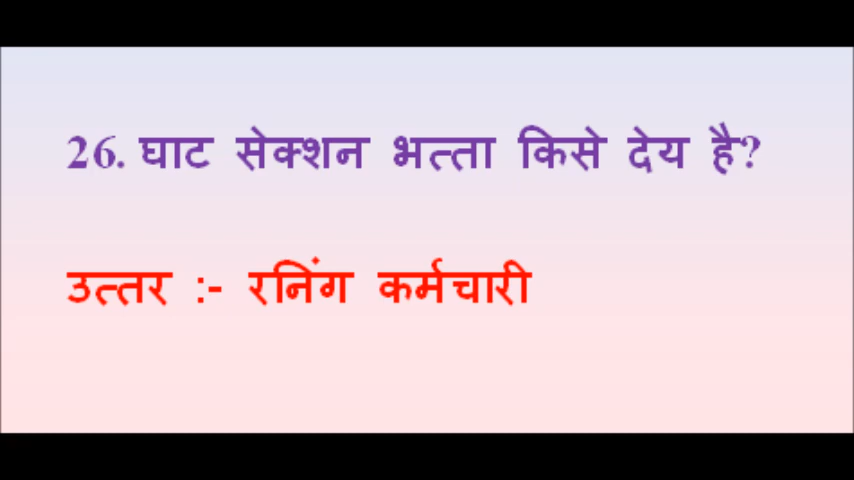 26. घाट सेक्शन भत्ता किसे देय है?
उत्तर :- रनिंग कर्मचारी